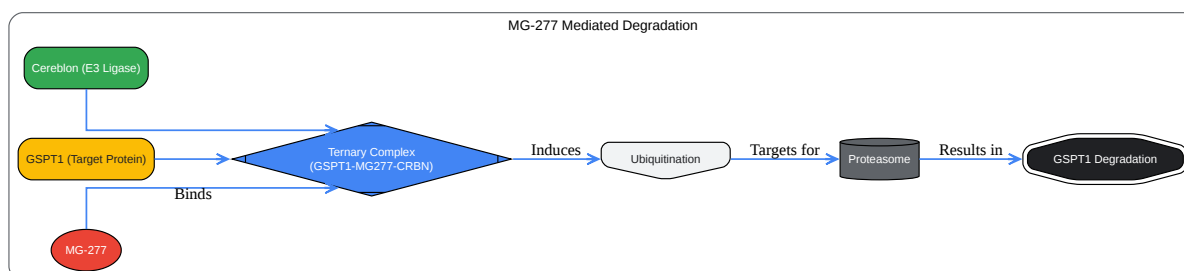 MG-277 Mediated Degradation
Cereblon (E3 Ligase)
GSPT1 (Target Protein)
Ternary Complex
(GSPT1-MG277-CRBN)
Induces
Ubiquitination
Targets for
Proteasome
Results in
GSPT1 Degradation
Binds
MG-277